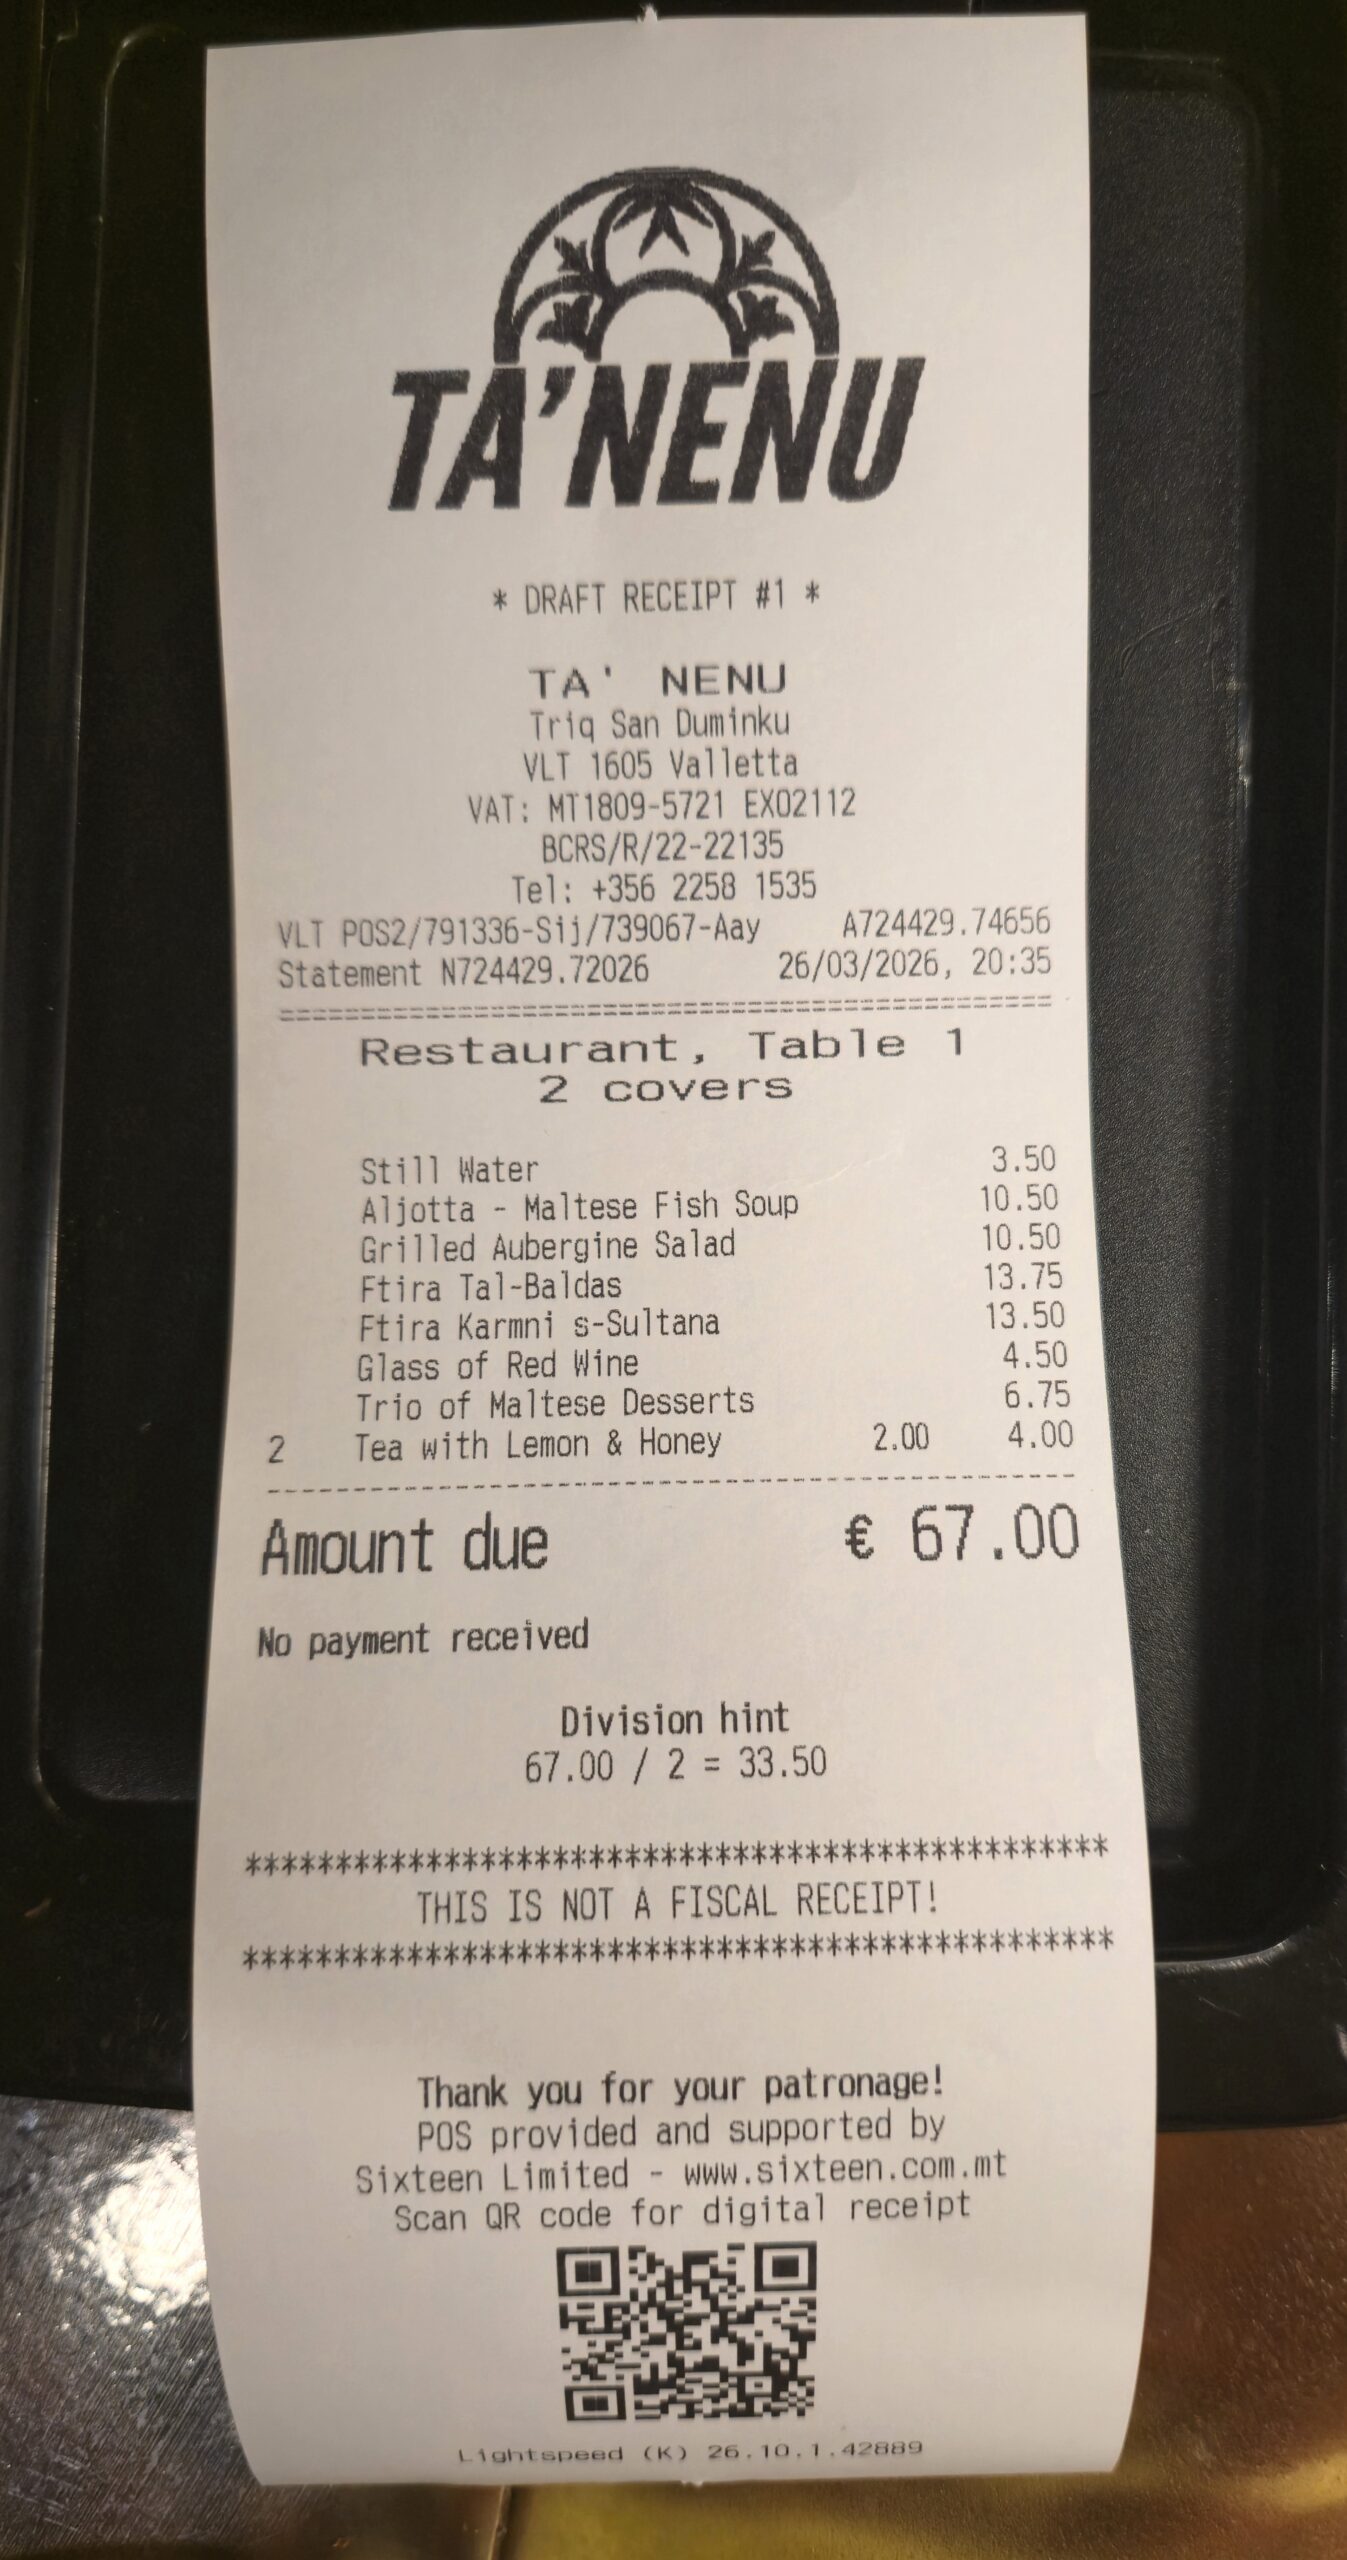 TA'NENU
* DRAFT RECEIPT #1 *
TA' NENU
Triq San Duminku
VLT 1605 Valletta
VAT: MT1809-5721 EXO2112
BCRS/R/22-22135
Tel: +356 2258 1535
VLT POS2/791336-Sij/739067-Aay A724429.74656
Statement N724429.72026 26/03/2026, 20:35
Restaurant, Table 1
2 covers
Still Water 3.50
Aljotta - Maltese Fish Soup 10.50
Grilled Aubergine Salad 10.50
Ftira Tal-Baldas 13.75
Ftira Karmni s-Sultana 13.50
Glass of Red Wine 4.50
Trio of Maltese Desserts 6.75
2 Tea with Lemon & Honey 2.00 4.00
Amount due € 67.00
No payment received
Division hint
67.00 / 2 = 33.50
************************************************
THIS IS NOT A FISCAL RECEIPT!
************************************************
Thank you for your patronage!
POS provided and supported by
Sixteen Limited - www.sixteen.com.mt
Scan QR code for digital receipt
Lightspeed (K) 26.10.1.42889